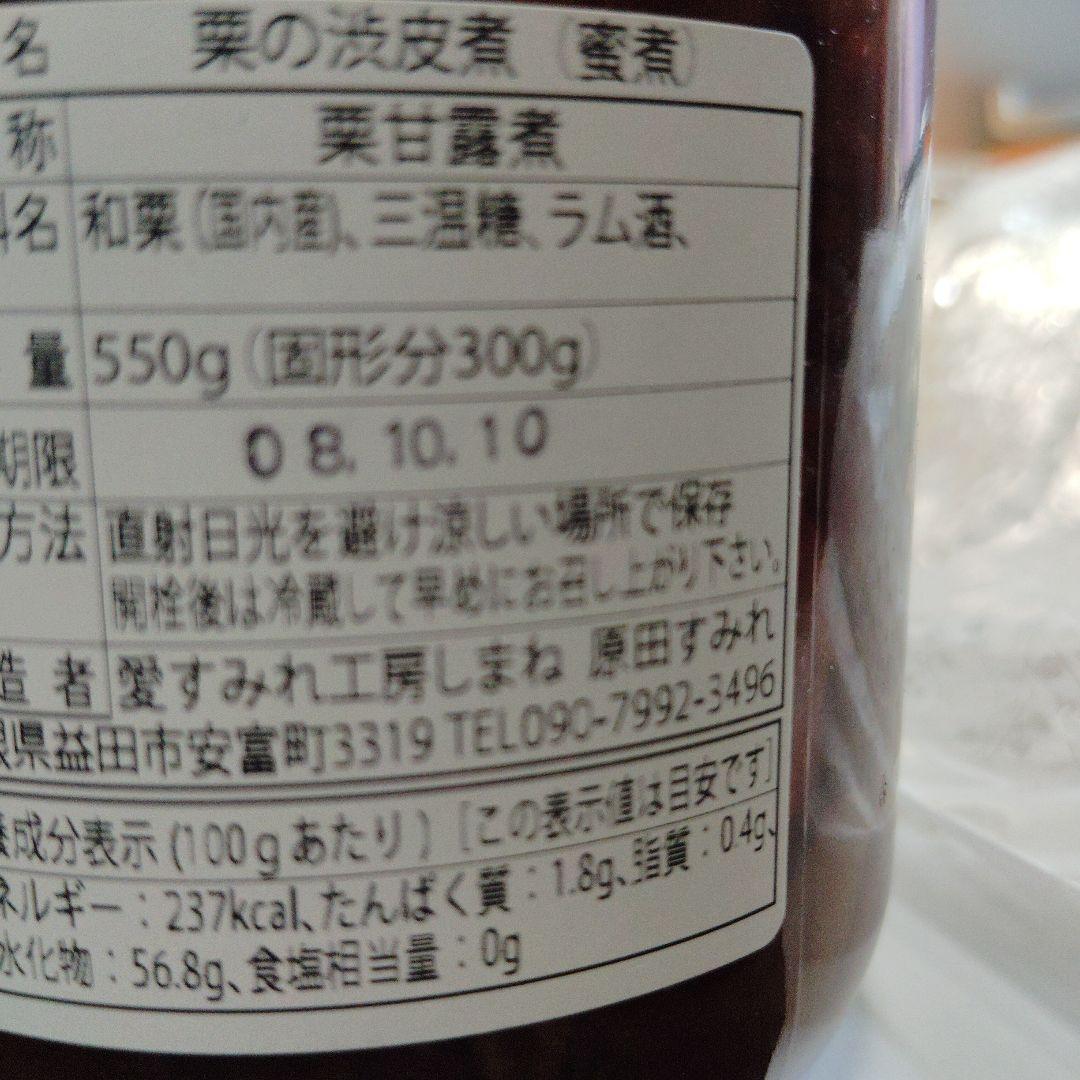 名 栗の渋皮煮 (蜜煮)
称 栗甘露煮
名 和栗(国内産)、三温糖、ラム酒、
量 550g (固形分300g)
期限 08.10.10
方法 直射日光を避け涼しい場所で保存
開栓後は冷蔵して早めにお召し上がり下さい。
造者 愛すみれ工房しまね 原田すみれ
県益田市安富町3319 TEL090-7992-3496
成分表示(100gあたり) [この表示値は目安です]
ネルギー:237kcal、たんぱく質:1.8g、脂質:0.4g、
水化物:56.8g、食塩相当量:0g